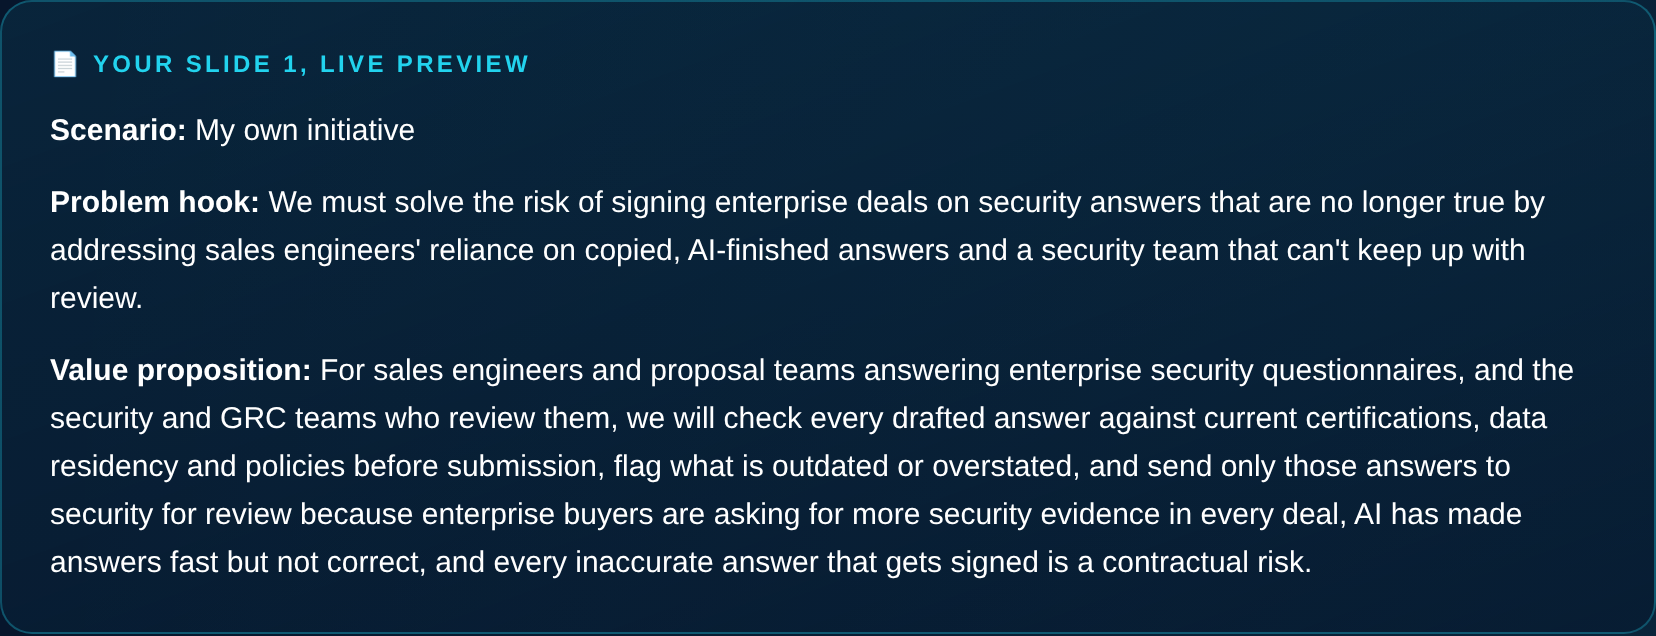 YOUR SLIDE 1, LIVE PREVIEW
Scenario: My own initiative
Problem hook: We must solve the risk of signing enterprise deals on security answers that are no longer true by
addressing sales engineers' reliance on copied, AI-finished answers and a security team that can't keep up with
review.
Value proposition: For sales engineers and proposal teams answering enterprise security questionnaires, and the
security and GRC teams who review them, we will check every drafted answer against current certifications, data
residency and policies before submission, flag what is outdated or overstated, and send only those answers to
security for review because enterprise buyers are asking for more security evidence in every deal, AI has made
answers fast but not correct, and every inaccurate answer that gets signed is a contractual risk.